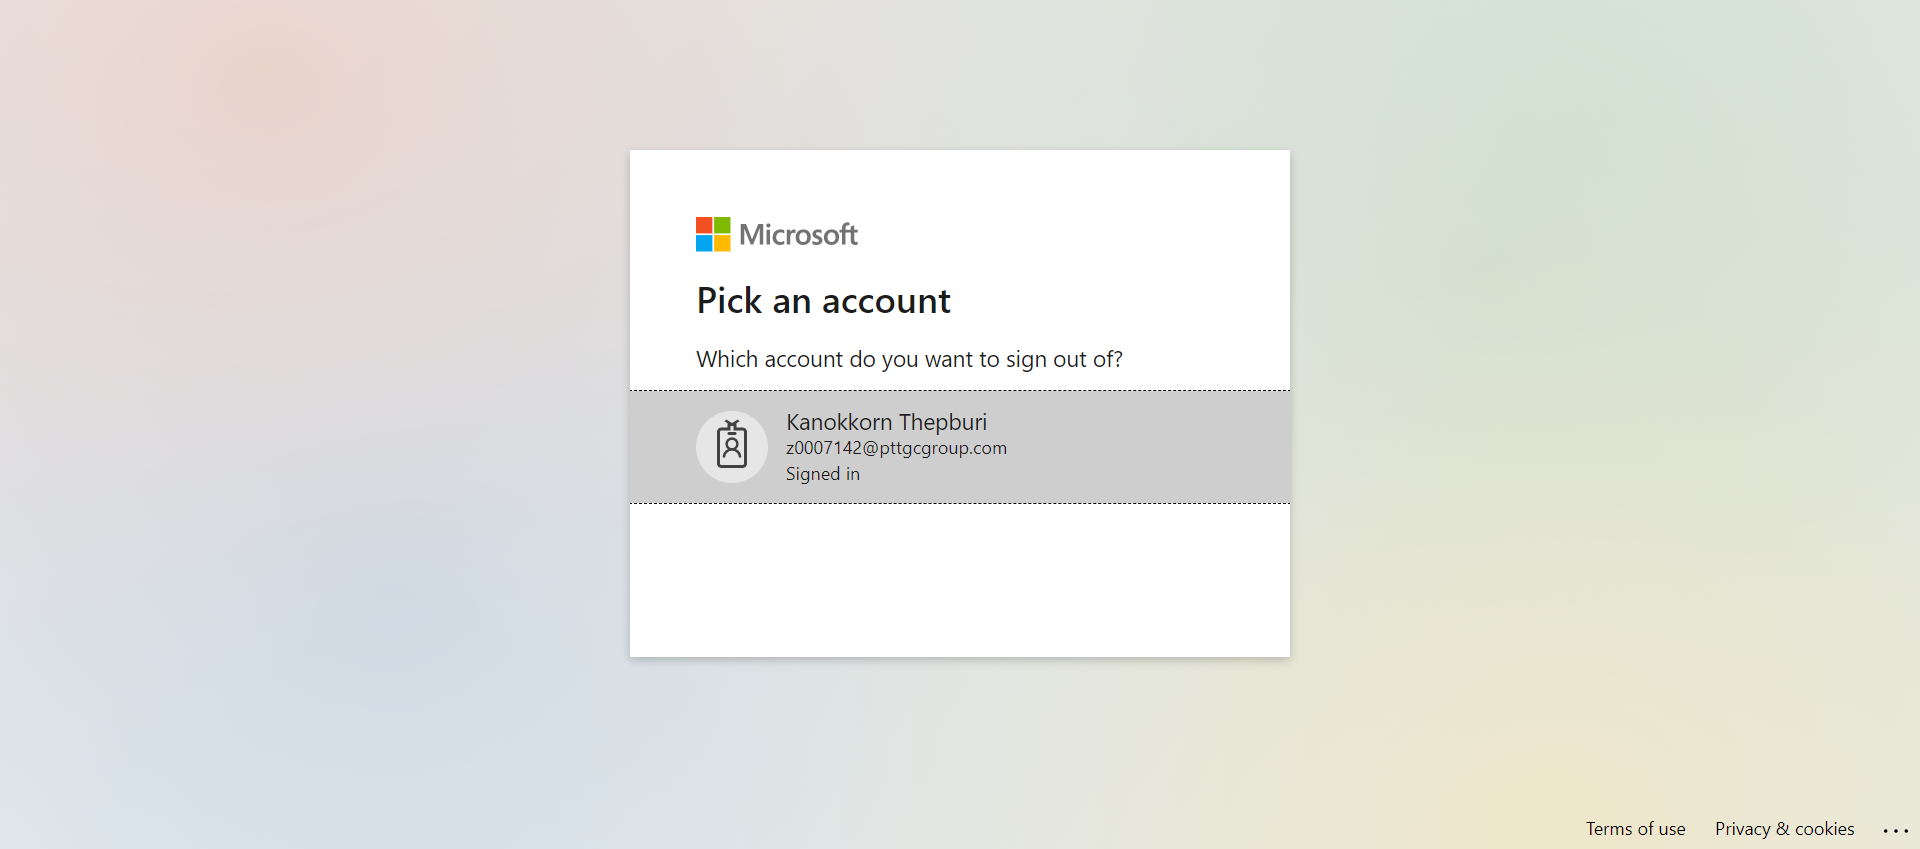 Microsoft
Pick an account
Which account do you want to sign out of?
Kanokkorn Thepburi
z0007142@pttgcgroup.com
Signed in
Terms of use
Privacy & cookies
...